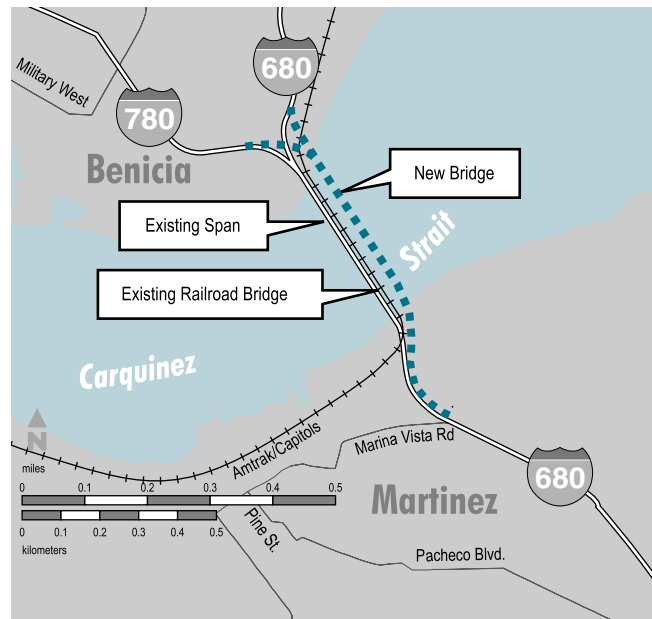 680
Military West
780
Benicia
New Bridge
Existing Span
Strait
Existing Railroad Bridge
Carquinez
N
Amtrak/Capitols
Marina Vista Rd
miles
680
0 0.1 0.2 0.3 0.4 0.5
Martinez
Pine St.
0 0.1 0.2 0.3 0.4 0.5
kilometers
Pacheco Blvd.